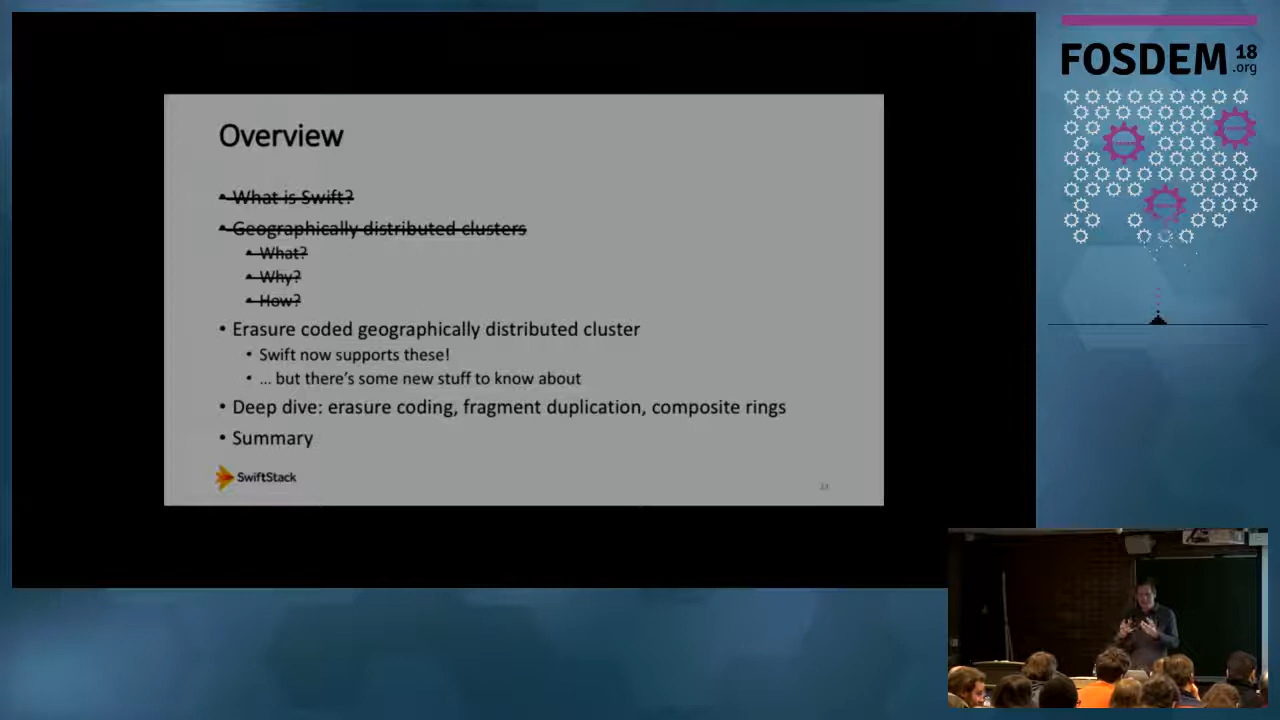 Overview
• What is Swift?
• Geographically distributed clusters
• What?
• Why?
• How?
• Erasure coded geographically distributed cluster
• Swift now supports these!
• ... but there's some new stuff to know about
• Deep dive: erasure coding, fragment duplication, composite rings
• Summary
SwiftStack
FOSDEM 18
.org